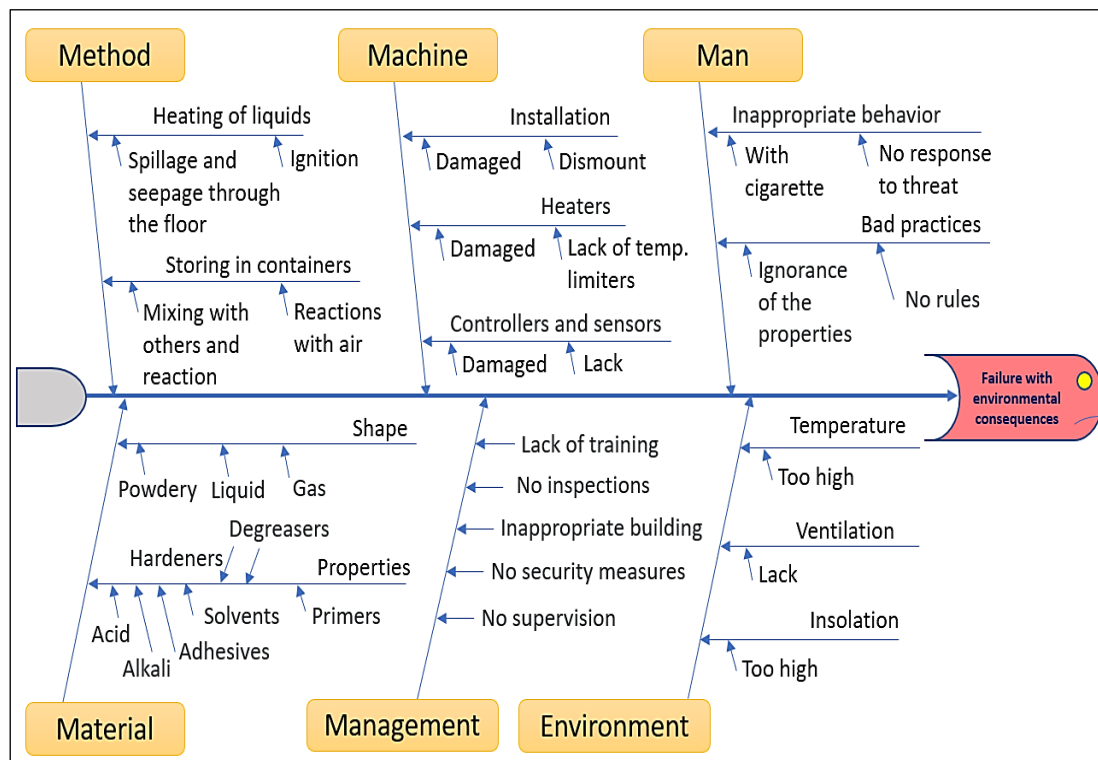 Method
Machine
Man
Heating of liquids
Spillage and
seepage through
the floor
Ignition
Storing in containers
Mixing with
others and
reaction
Reactions
with air
Installation
Damaged
Dismount
Heaters
Damaged
Lack of temp.
limiters
Controllers and sensors
Damaged
Lack
Inappropriate behavior
With
cigarette
No response
to threat
Bad practices
Ignorance
of the
properties
No rules
Failure with
environmental
consequences
Shape
Powdery
Liquid
Gas
Degreasers
Hardeners
Properties
Acid
Alkali
Adhesives
Solvents
Primers
Lack of training
No inspections
Inappropriate building
No security measures
No supervision
Temperature
Too high
Ventilation
Lack
Insolation
Too high
Material
Management
Environment